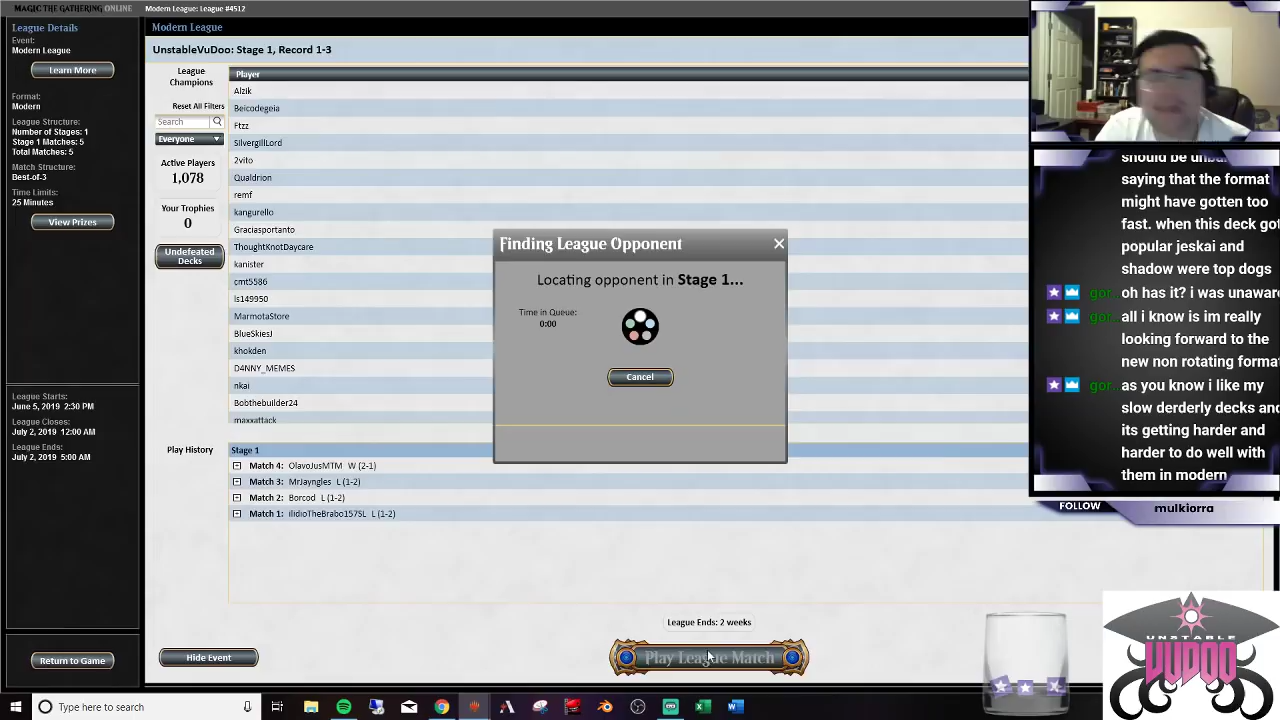 MAGIC THE GATHERING ONLINE
Modern League: League #4512
League Details
Event:
Modern League
Learn More
Format:
Modern
League Structure:
Number of Stages: 1
Stage 1 Matches: 5
Total Matches: 5
Match Structure:
Best-of-3
Time Limits:
25 Minutes
View Prizes
League Starts:
June 5, 2019 2:30 PM
League Closes:
July 2, 2019 12:00 AM
League Ends:
July 2, 2019 5:00 AM
Return to Game
Modern League
UnstableVuDoo: Stage 1, Record 1-3
League
Champions
Reset All Filters
Search
Everyone
Active Players
1,078
Your Trophies
0
Undefeated
Decks
Player
Alzik
Beicodegeia
Ftzz
SilvergillLord
2vito
Qualdrion
remf
kangurello
Graciasportanto
ThoughtKnotDaycare
kanister
cmt5586
ls149950
MarmotaStore
BlueSkiesJ
khokden
D4NNY_MEMES
nkai
Bobthebuilder24
maxxattack
Finding League Opponent
Locating opponent in Stage 1...
Time in Queue:
0:00
Cancel
Play History
Stage 1
Match 4: OlavoJusMTM W (2-1)
Match 3: MrJayngles L (1-2)
Match 2: Borcod L (1-2)
Match 1: ilidioTheBrabo157SL L (1-2)
League Ends: 2 weeks
Hide Event
Play League Match
should be
saying that the format
might have gotten too
fast. when this deck got
popular jeskai and
shadow were top dogs
gor... oh has it? i was unaware
gor... all i know is im really
looking forward to the
new non rotating format
gor... as you know i like my
slow derderly decks and
its getting harder and
harder to do well with
them in modern
FOLLOW
mulkiorra
UNSTABLE
VUDOO
Type here to search